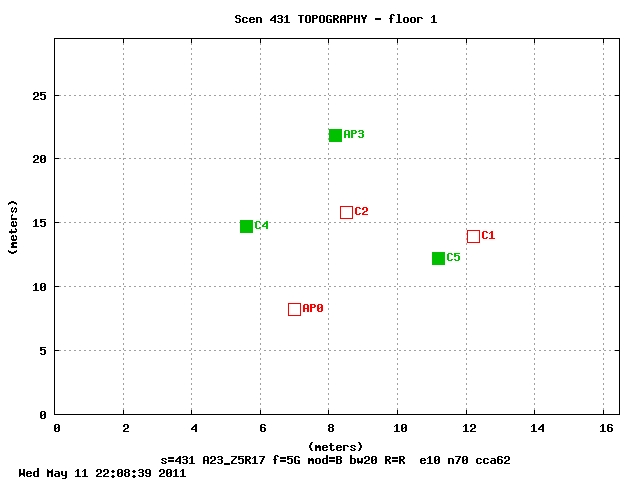 Scen 431 TOPOGRAPHY - floor 1
25
AP3
20
C2
15
C4
C1
C5
(meters)
10
AP0
5
0
0 2 4 6 8 10 12 14 16
(meters)
s=431 A23_Z5R17 f=5G mod=B bw20 R=R e10 n70 cca62
Wed May 11 22:08:39 2011